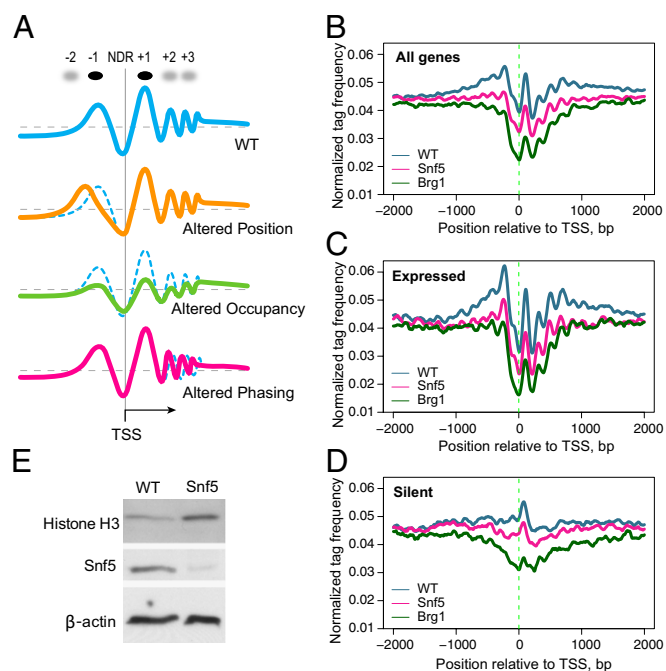 A
-2 -1 NDR +1 +2 +3
WT
Altered Position
Altered Occupancy
Altered Phasing
TSS
B
All genes
Normalized tag frequency
0.06
0.05
0.04
0.03
0.02
0.01
WT
Snf5
Brg1
−2000 −1000 0 1000 2000
Position relative to TSS, bp
C
Expressed
Normalized tag frequency
0.06
0.05
0.04
0.03
0.02
0.01
WT
Snf5
Brg1
−2000 −1000 0 1000 2000
Position relative to TSS, bp
D
Silent
Normalized tag frequency
0.06
0.05
0.04
0.03
0.02
0.01
WT
Snf5
Brg1
−2000 −1000 0 1000 2000
Position relative to TSS, bp
E
WT Snf5
Histone H3
Snf5
β-actin